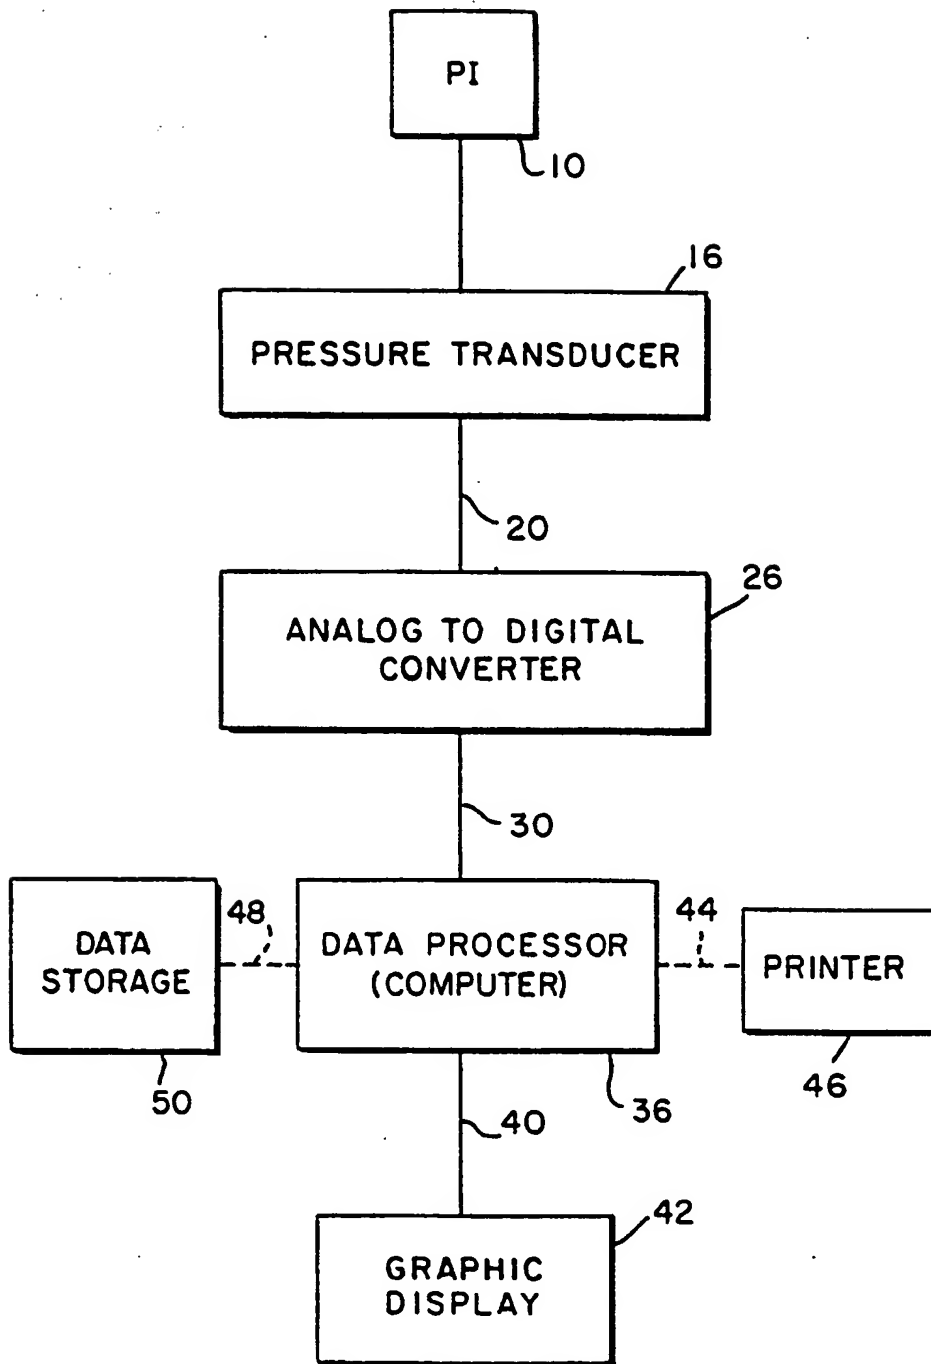 PI
10
16
PRESSURE TRANSDUCER
20
26
ANALOG TO DIGITAL
CONVERTER
30
48
44
DATA
STORAGE
DATA PROCESSOR
(COMPUTER)
PRINTER
50
36
46
40
42
GRAPHIC
DISPLAY